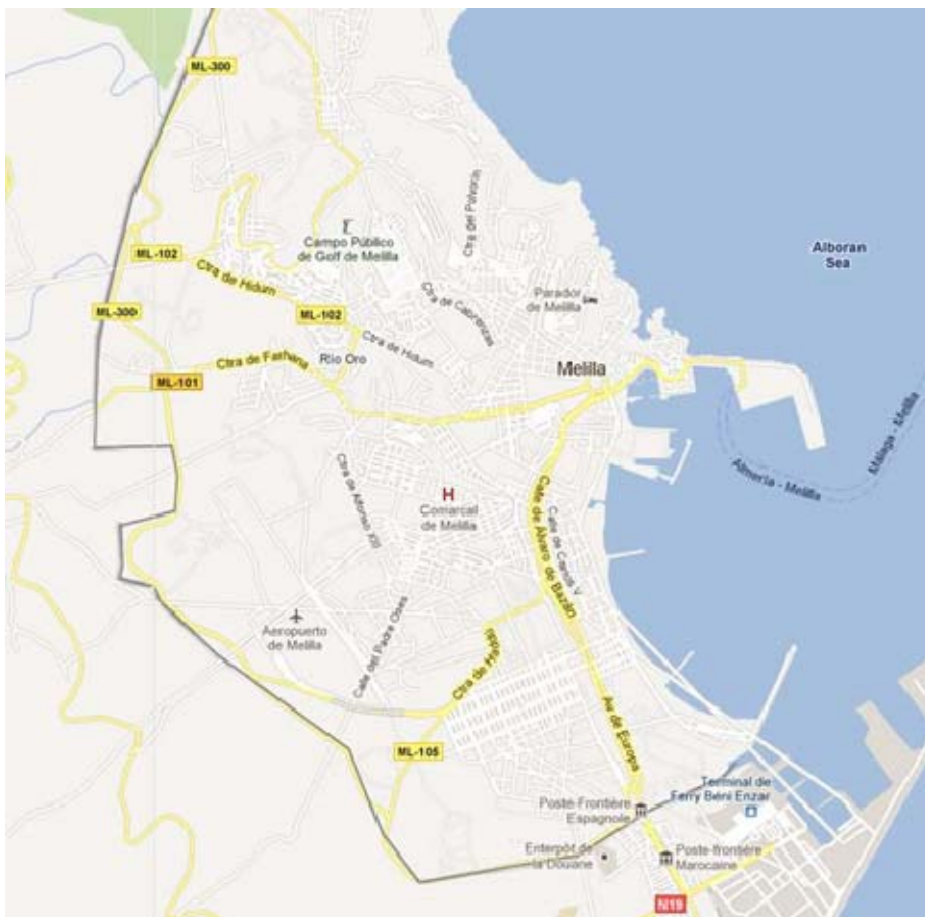 ML-300
Ctra del Polvorín
Campo Público
de Golf de Melilla
Alboran
Sea
ML-102
Ctra de Hidum
Parador
de Melilla
Ctra de Cabrerizas
ML-300
ML-102
Ctra de Hidum
Río Oro
Ctra de Farhana
Melilla
ML-101
Málaga - Melilla
Almería - Melilla
Ctra de Alfonso XIII
H
Comarcal
de Melilla
Calle de Álvaro de Bazán
Calle de Carlos V
Aeropuerto
de Melilla
Calle del Padre Oses
Ctra de Hardú
Av de Europa
ML-105
Terminal de
Ferry Béni Enzar
Poste-Frontière
Espagnole
Enterpôt de
la Douane
Poste-frontière
Marocaine
N19